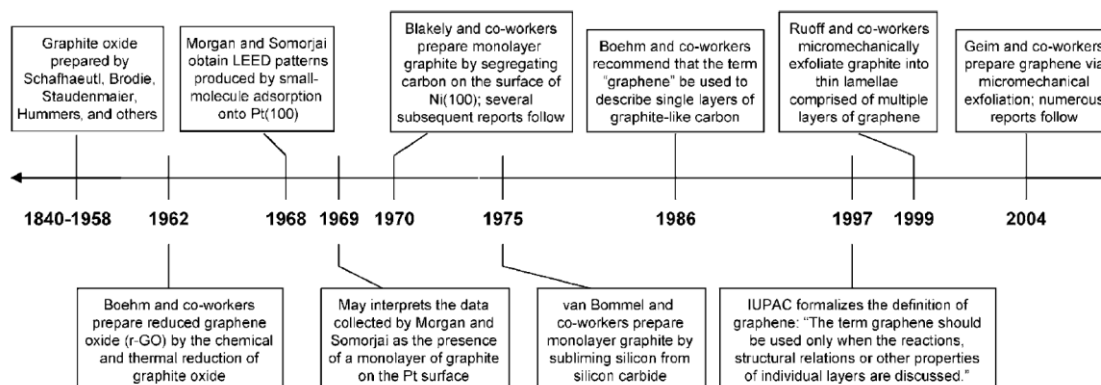 Graphite oxide
prepared by
Schafhaeutl, Brodie,
Staudenmaier,
Hummers, and others
Morgan and Somorjai
obtain LEED patterns
produced by small-
molecule adsorption
onto Pt(100)
Blakely and co-workers
prepare monolayer
graphite by segregating
carbon on the surface of
Ni(100); several
subsequent reports follow
Boehm and co-workers
recommend that the term
“graphene” be used to
describe single layers of
graphite-like carbon
Ruoff and co-workers
micromechanically
exfoliate graphite into
thin lamellae
comprised of multiple
layers of graphene
Geim and co-workers
prepare graphene via
micromechanical
exfoliation; numerous
reports follow
1840-1958 1962 1968 1969 1970 1975 1986 1997 1999 2004
Boehm and co-workers
prepare reduced graphene
oxide (r-GO) by the chemical
and thermal reduction of
graphite oxide
May interprets the data
collected by Morgan and
Somorjai as the presence
of a monolayer of graphite
on the Pt surface
van Bommel and
co-workers prepare
monolayer graphite by
subliming silicon from
silicon carbide
IUPAC formalizes the definition of
graphene: “The term graphene should
be used only when the reactions,
structural relations or other properties
of individual layers are discussed.”